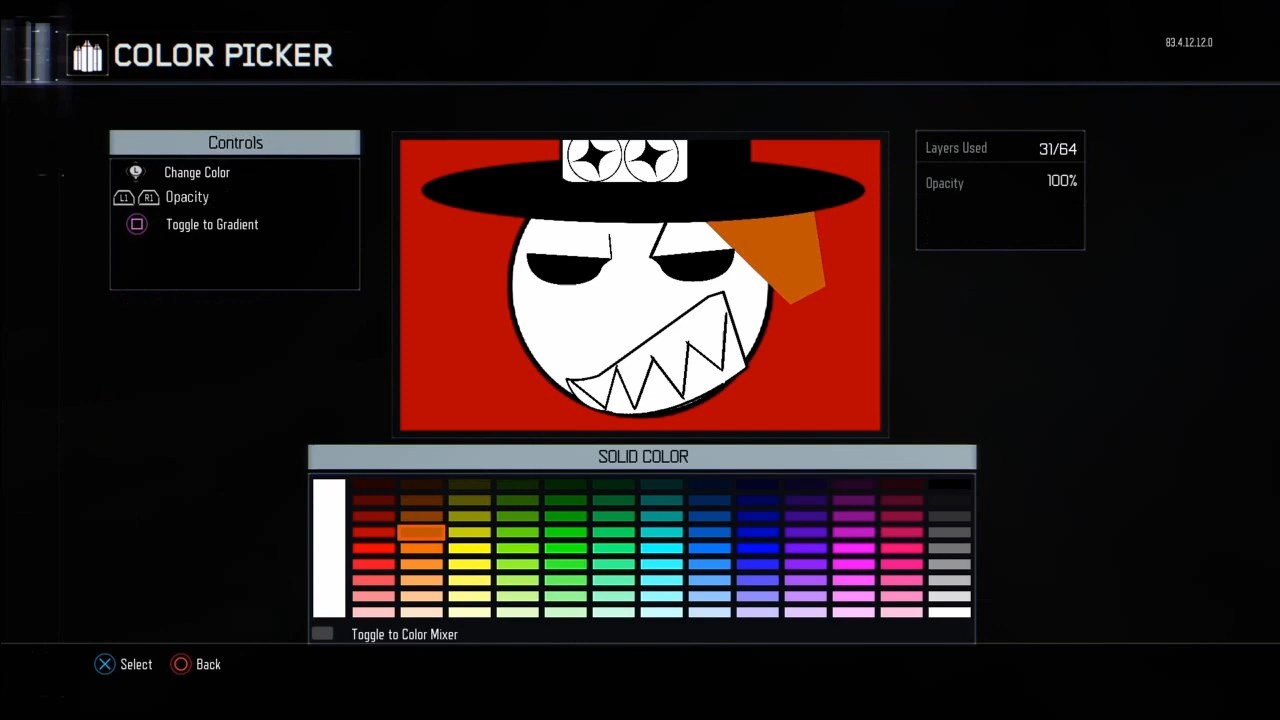 COLOR PICKER
83.4.12.12.0
Controls
L Change Color
L1 R1 Opacity
Toggle to Gradient
Layers Used 31/64
Opacity 100%
SOLID COLOR
Toggle to Color Mixer
Select Back